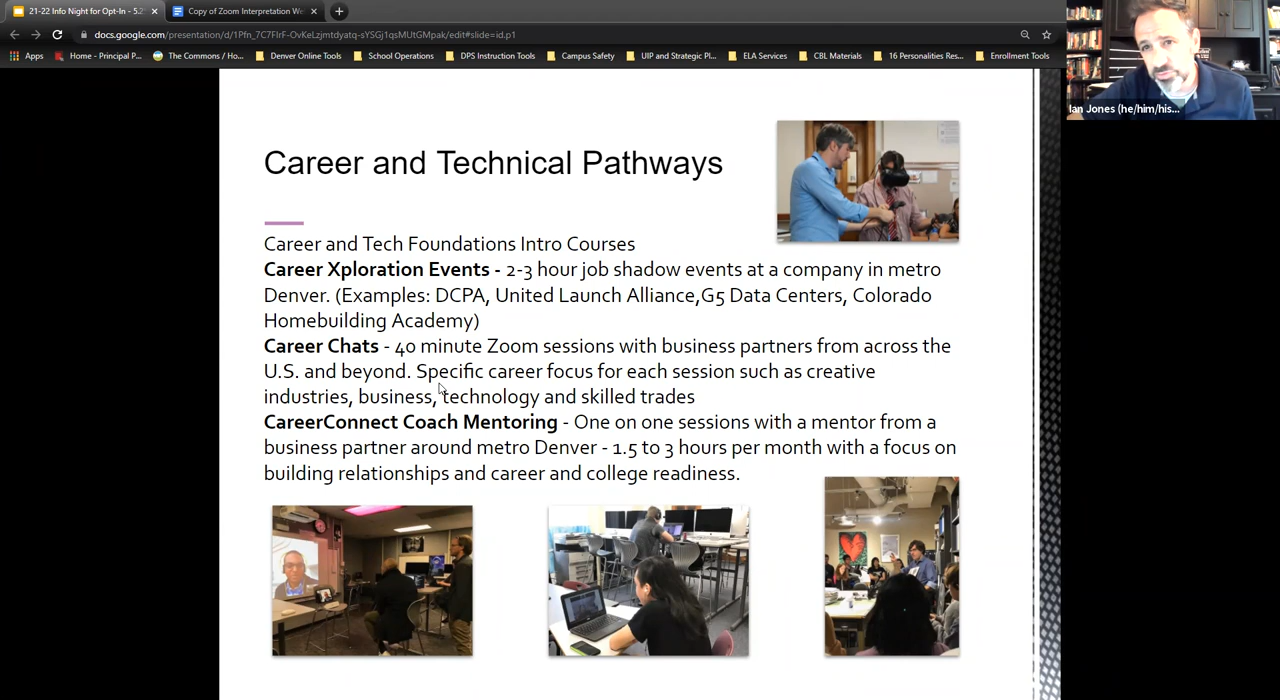 21-22 Info Night for Opt-In - 5.2
Copy of Zoom Interpretation We
docs.google.com/presentation/d/1Pfn_7C7FIrF-OvKeLzjmtdyatq-sYSGj1qsMUtGMpak/edit#slide=id.p1
Apps Home - Principal P... The Commons / Ho... Denver Online Tools School Operations DPS Instruction Tools Campus Safety UIP and Strategic Pl... ELA Services CBL Materials 16 Personalities Res... Enrollment Tools
Ian Jones (he/him/his...
Career and Technical Pathways
Career and Tech Foundations Intro Courses
Career Xploration Events - 2-3 hour job shadow events at a company in metro
Denver. (Examples: DCPA, United Launch Alliance,G5 Data Centers, Colorado
Homebuilding Academy)
Career Chats - 40 minute Zoom sessions with business partners from across the
U.S. and beyond. Specific career focus for each session such as creative
industries, business, technology and skilled trades
CareerConnect Coach Mentoring - One on one sessions with a mentor from a
business partner around metro Denver - 1.5 to 3 hours per month with a focus on
building relationships and career and college readiness.